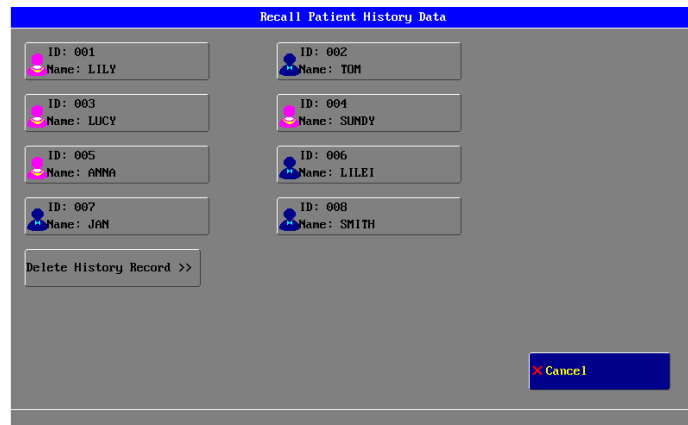 Recall Patient History Data
ID: 001
Name: LILY
ID: 002
Name: TOM
ID: 003
Name: LUCY
ID: 004
Name: SUNDY
ID: 005
Name: ANNA
ID: 006
Name: LILEI
ID: 007
Name: JAN
ID: 008
Name: SMITH
Delete History Record >>
Cancel